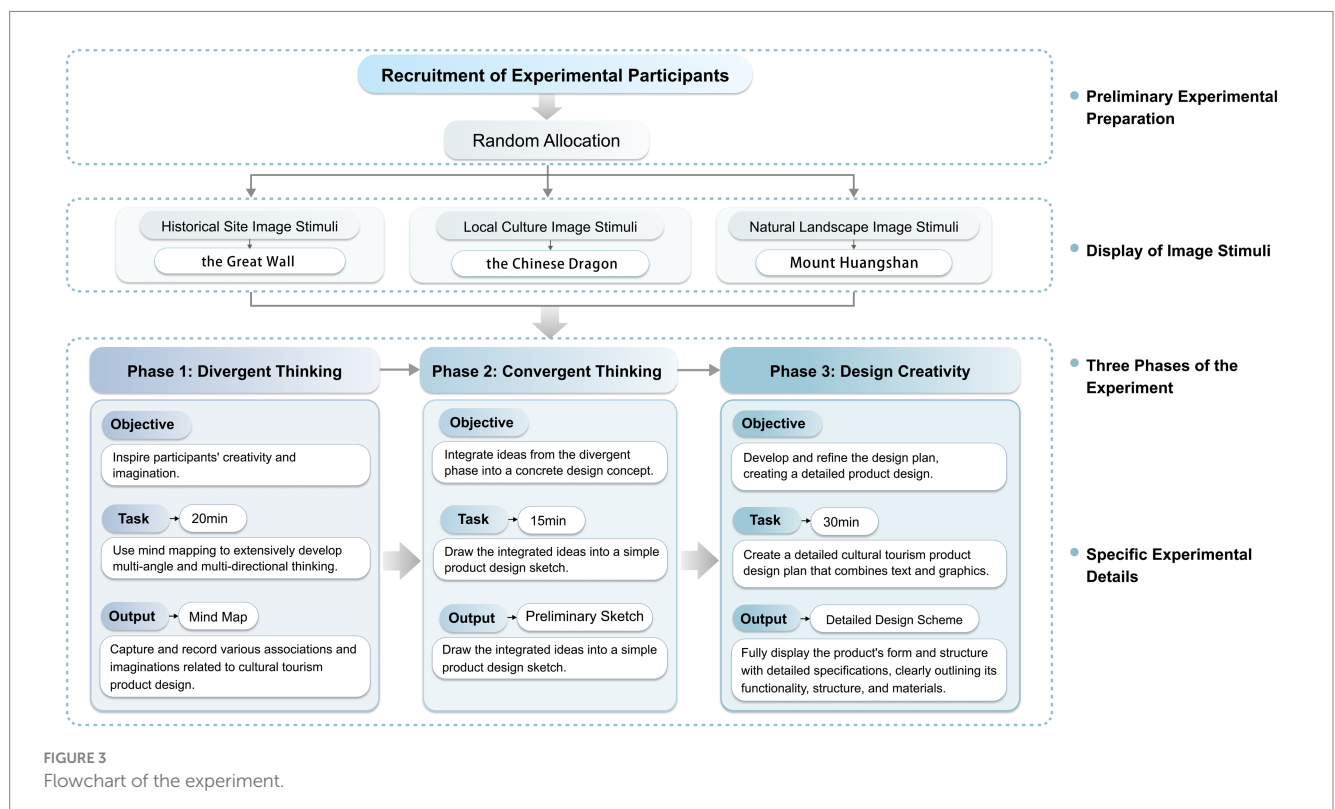 Recruitment of Experimental Participants
Random Allocation
Preliminary Experimental
Preparation
Historical Site Image Stimuli
the Great Wall
Local Culture Image Stimuli
the Chinese Dragon
Natural Landscape Image Stimuli
Mount Huangshan
Display of Image Stimuli
Phase 1: Divergent Thinking
Phase 2: Convergent Thinking
Phase 3: Design Creativity
Three Phases of the
Experiment
Objective
Inspire participants' creativity and
imagination.
Task
20min
Use mind mapping to extensively develop
multi-angle and multi-directional thinking.
Output
Mind Map
Capture and record various associations and
imaginations related to cultural tourism
product design.
Objective
Integrate ideas from the divergent
phase into a concrete design concept.
Task
15min
Draw the integrated ideas into a simple
product design sketch.
Output
Preliminary Sketch
Draw the integrated ideas into a simple
product design sketch.
Objective
Develop and refine the design plan,
creating a detailed product design.
Task
30min
Create a detailed cultural tourism product
design plan that combines text and graphics.
Output
Detailed Design Scheme
Fully display the product's form and structure
with detailed specifications, clearly outlining its
functionality, structure, and materials.
Specific Experimental
Details
FIGURE 3
Flowchart of the experiment.